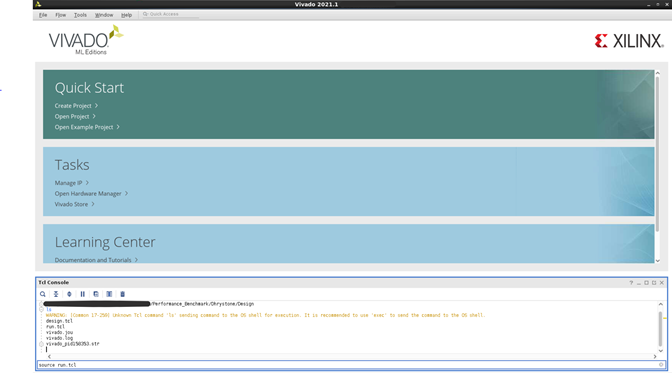 Vivado 2021.1
File Flow Tools Window Help Quick Access
VIVADO
ML Editions
XILINX
Quick Start
Create Project >
Open Project >
Open Example Project >
Tasks
Manage IP >
Open Hardware Manager >
Vivado Store >
Learning Center
Documentation and Tutorials >
Tcl Console
/Performance_Benchmark/Dhrystone/Design
ls
WARNING: [Common 17-259] Unknown Tcl command 'ls' sending command to the OS shell for execution. It is recommended to use 'exec' to send the command to the OS shell.
design.tcl
run.tcl
vivado.jou
vivado.log
source run.tcl